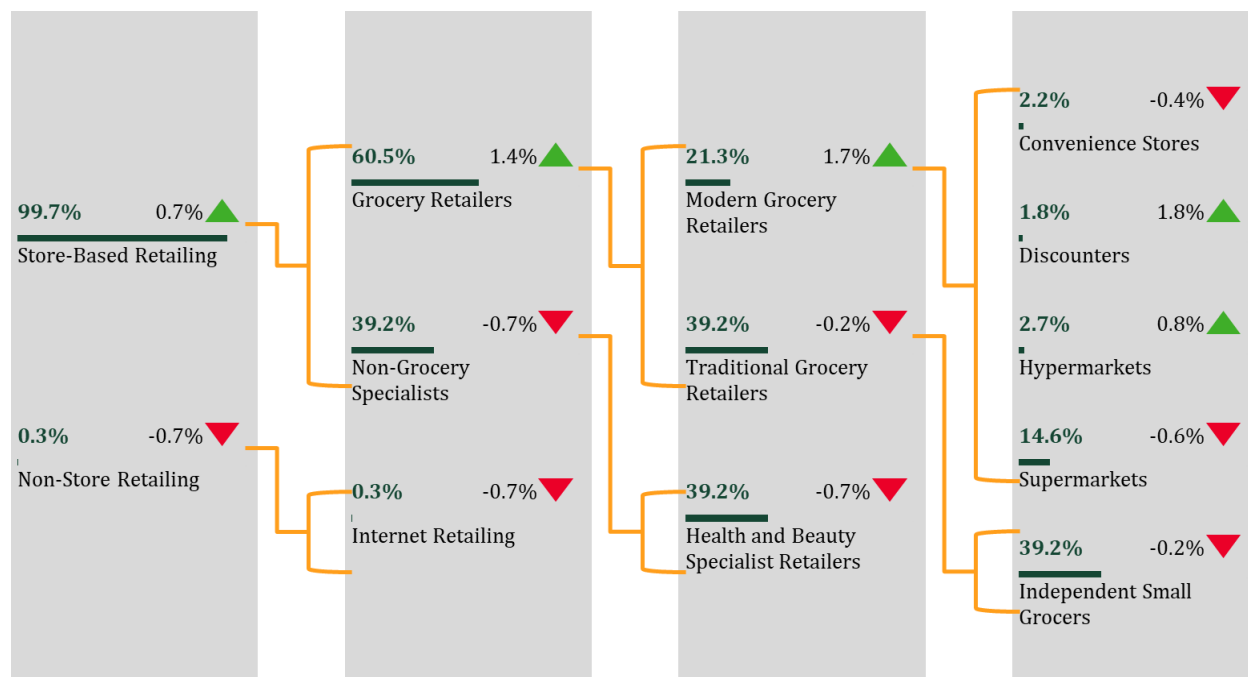 99.7% 0.7%
Store-Based Retailing
0.3% -0.7%
Non-Store Retailing
60.5% 1.4%
Grocery Retailers
39.2% -0.7%
Non-Grocery
Specialists
0.3% -0.7%
Internet Retailing
21.3% 1.7%
Modern Grocery
Retailers
39.2% -0.2%
Traditional Grocery
Retailers
39.2% -0.7%
Health and Beauty
Specialist Retailers
2.2% -0.4%
Convenience Stores
1.8% 1.8%
Discounters
2.7% 0.8%
Hypermarkets
14.6% -0.6%
Supermarkets
39.2% -0.2%
Independent Small
Grocers